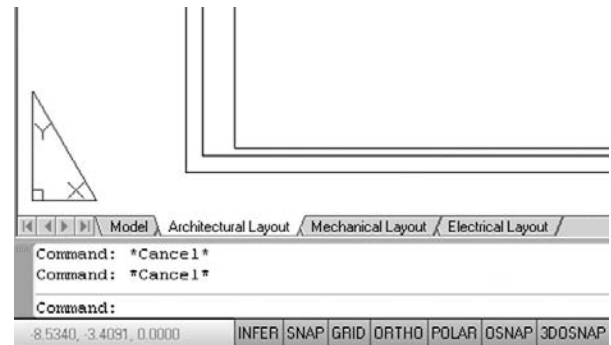 Y
X
Model Architectural Layout Mechanical Layout Electrical Layout
Command: *Cancel*
Command: *Cancel*
Command:
-8.5340, -3.4091, 0.0000 INFER SNAP GRID ORTHO POLAR OSNAP 3DOSNAP